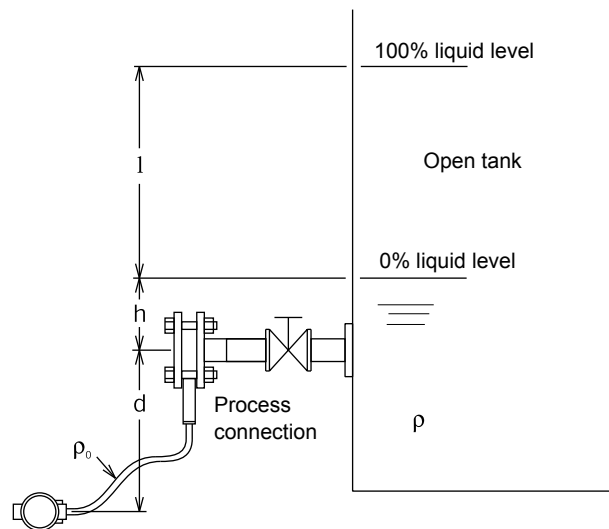 100% liquid level
l
Open tank
0% liquid level
h
d
Process
connection
ρ
ρ₀